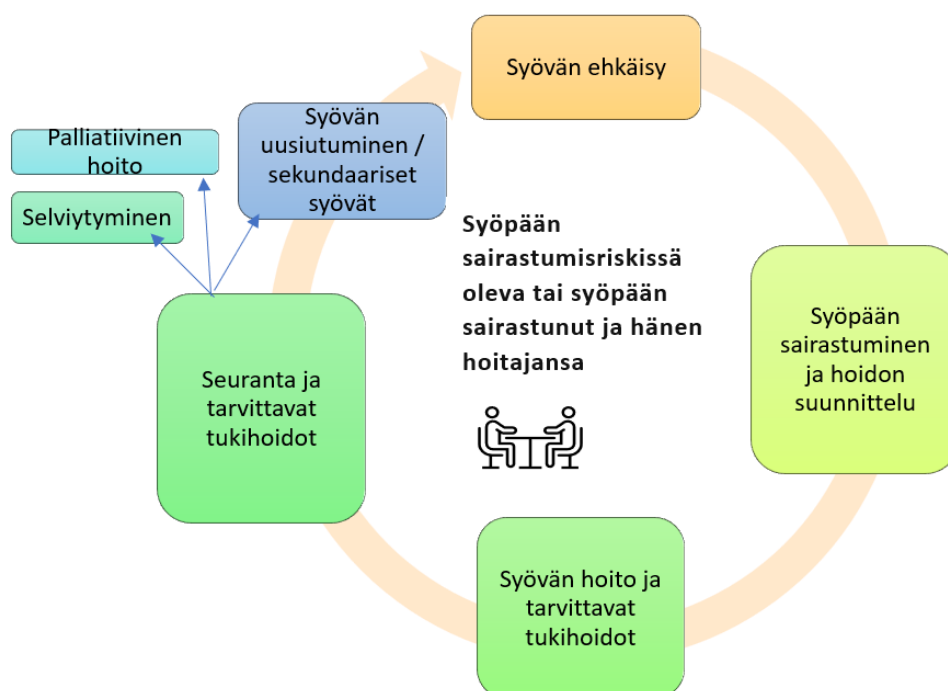 Syövän ehkäisy
Palliatiivinen
hoito
Selviytyminen
Syövän
uusiutuminen /
sekundaariset
syövät
Syöpään
sairastumisriskissä
oleva tai syöpään
sairastunut ja hänen
hoitajansa
Syöpään
sairastuminen
ja hoidon
suunnittelu
Seuranta ja
tarvittavat
tukihoidot
Syövän hoito ja
tarvittavat
tukihoidot